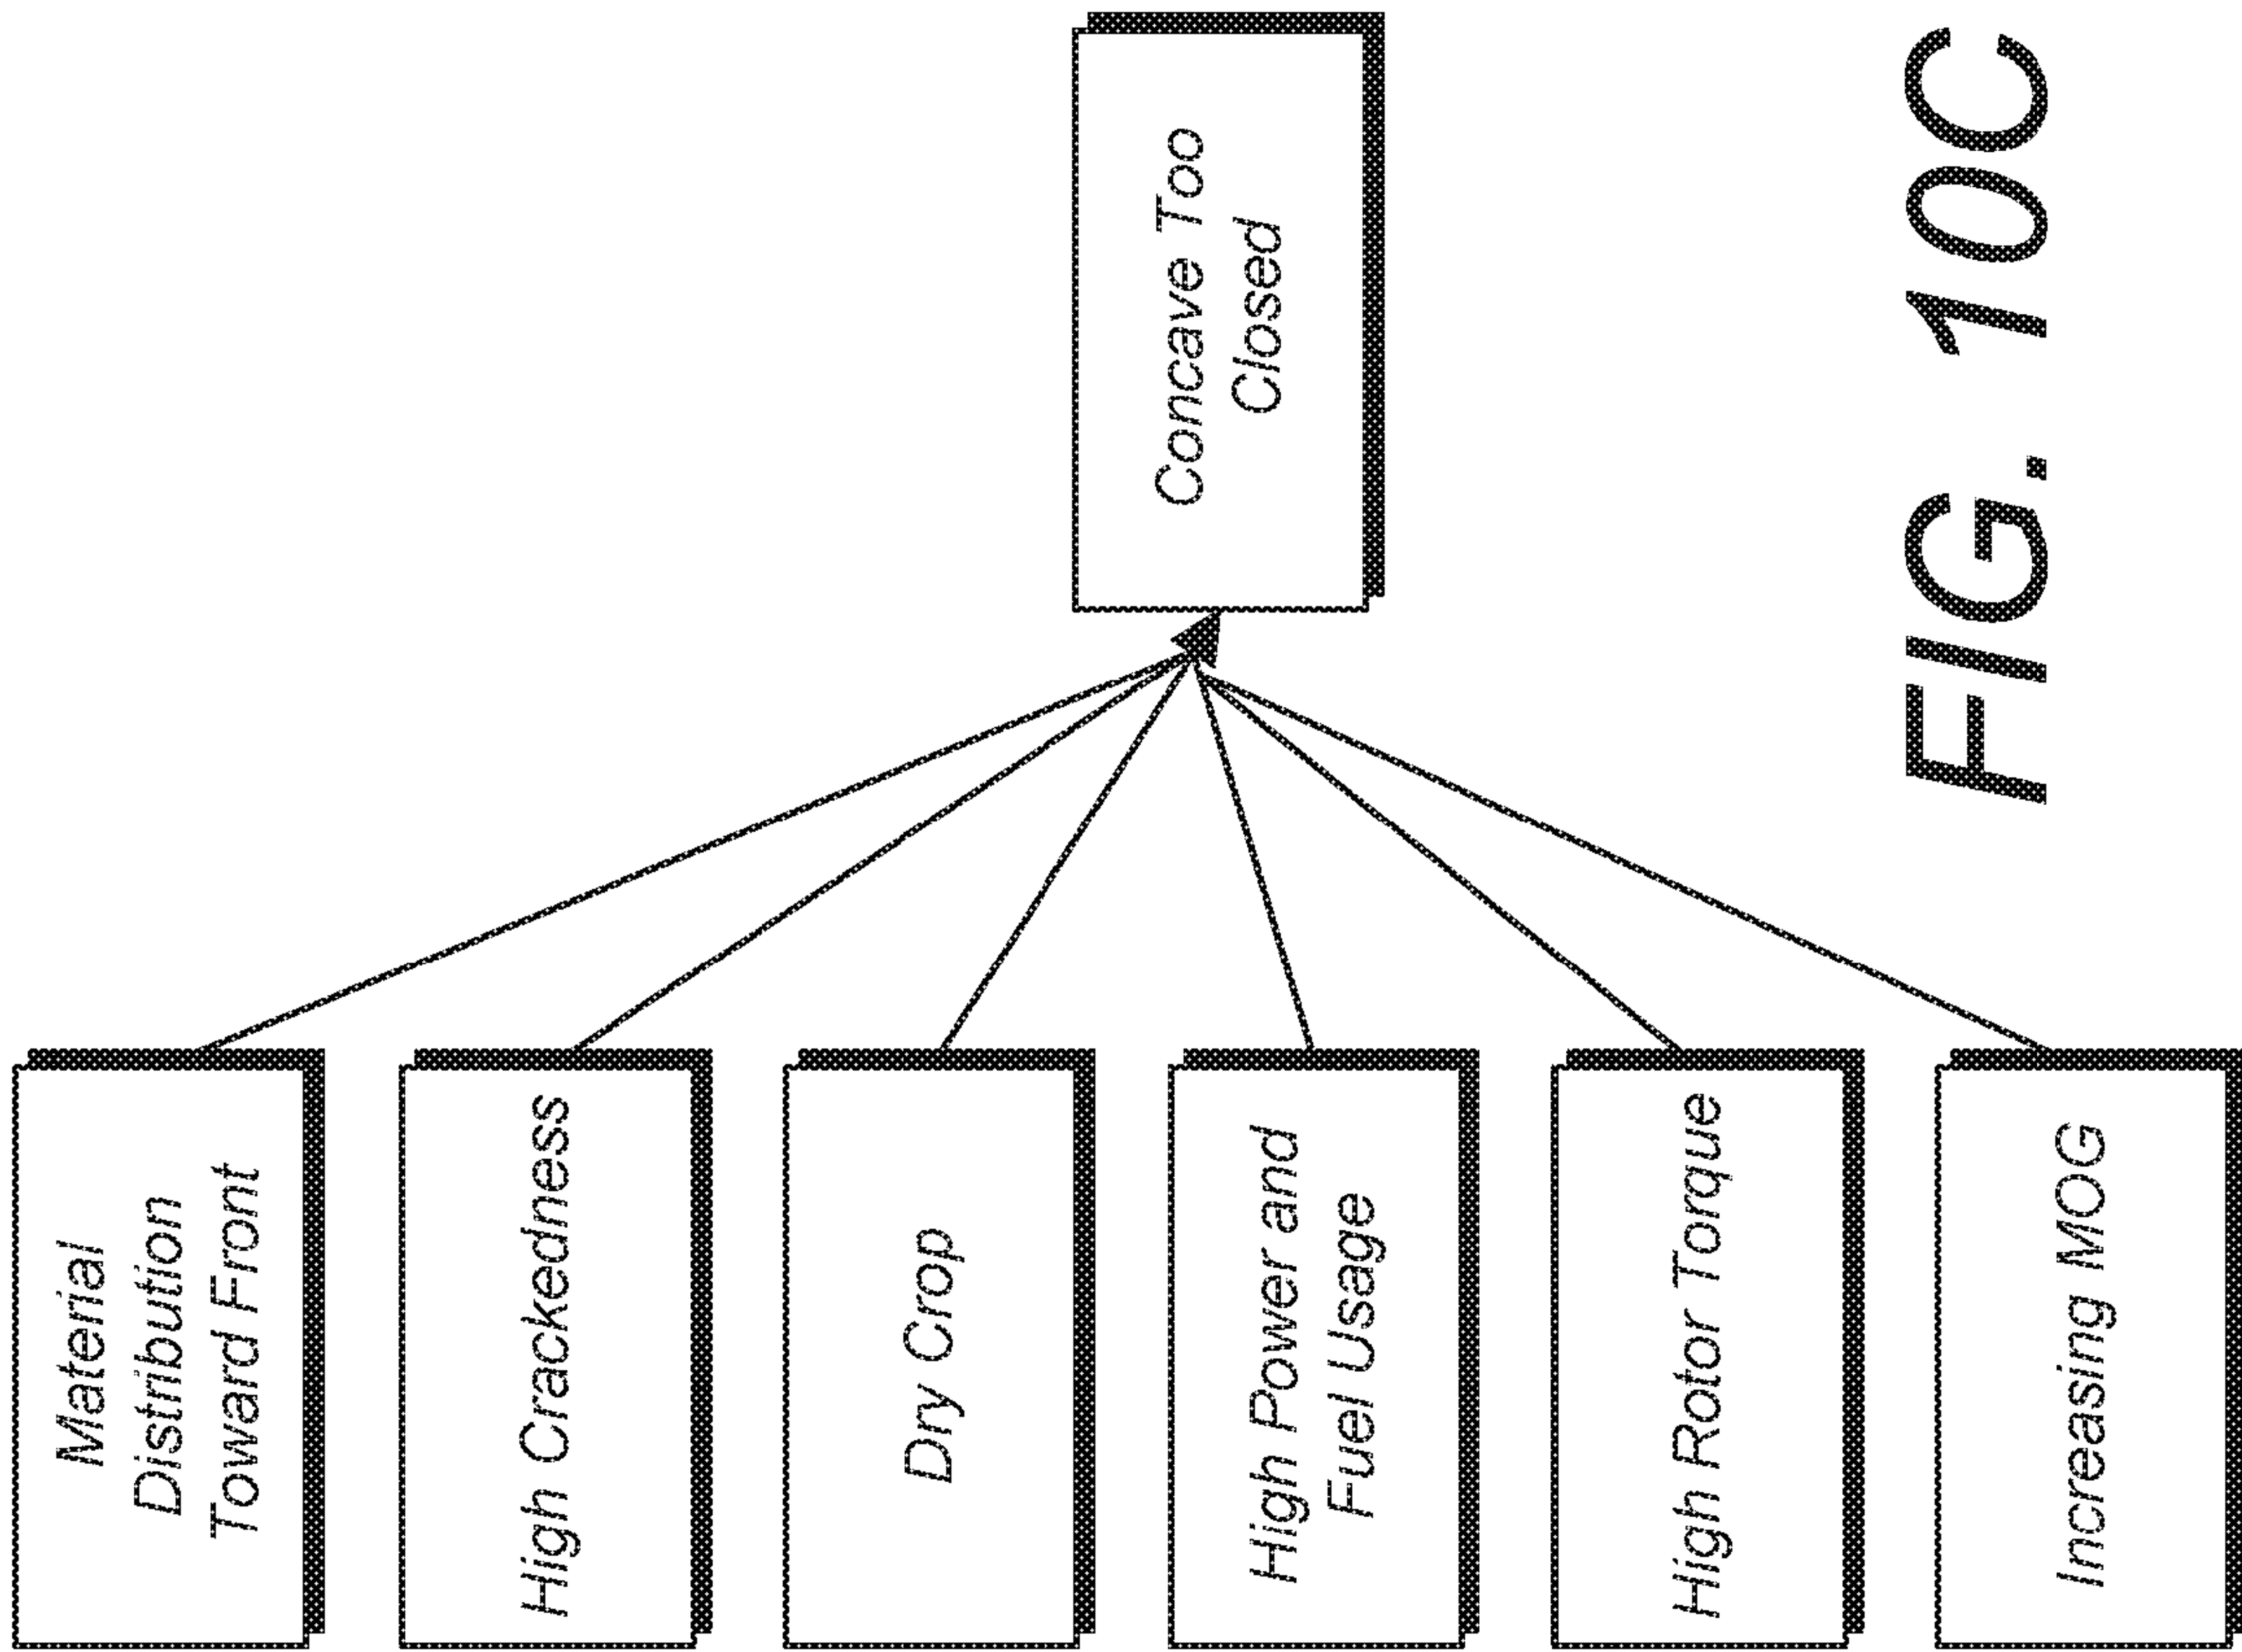 Material
Distribution
Toward Front
High Crackedness
Dry Crop
High Power and
Fuel Usage
High Rotor Torque
Increasing MOG
Concave Too
Closed
FIG. 10C